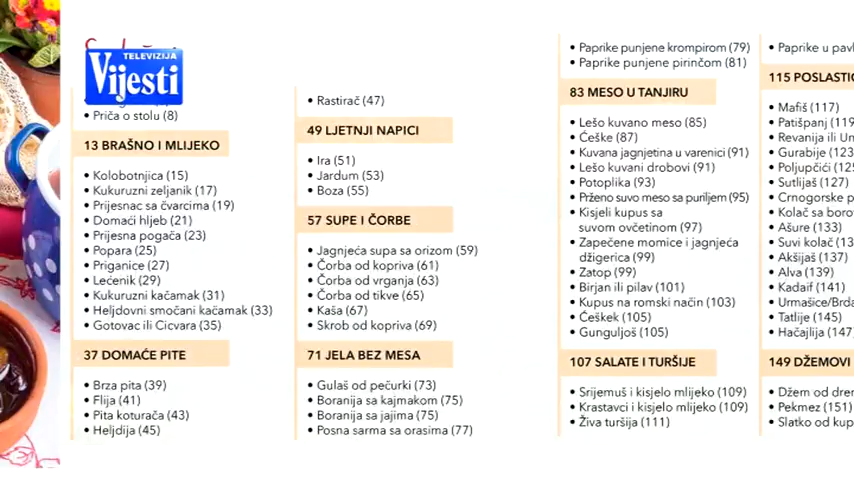 TELEVIZIJA
Vijesti
• Priča o stolu (8)
13 BRAŠNO I MLIJEKO
• Kolobotnjica (15)
• Kukuruzni zeljanik (17)
• Prijesnac sa čvarcima (19)
• Domaći hljeb (21)
• Prijesna pogača (23)
• Popara (25)
• Priganice (27)
• Lećenik (29)
• Kukuruzni kačamak (31)
• Heljdovni smočani kačamak (33)
• Gotovac ili Cicvara (35)
37 DOMAĆE PITE
• Brza pita (39)
• Flija (41)
• Pita koturača (43)
• Heljdija (45)
• Rastirač (47)
49 LJETNJI NAPICI
• Ira (51)
• Jardum (53)
• Boza (55)
57 SUPE I ČORBE
• Jagnjeća supa sa orizom (59)
• Čorba od kopriva (61)
• Čorba od vrganja (63)
• Čorba od tikve (65)
• Kaša (67)
• Skrob od kopriva (69)
71 JELA BEZ MESA
• Gulaš od pečurki (73)
• Boranija sa kajmakom (75)
• Boranija sa jajima (75)
• Posna sarma sa orasima (77)
• Paprike punjene krompirom (79)
• Paprike punjene pirinčom (81)
83 MESO U TANJIRU
• Lešo kuvano meso (85)
• Ćeške (87)
• Kuvana jagnjetina u varenici (91)
• Lešo kuvani drobovi (91)
• Potoplika (93)
• Prženo suvo meso sa puriljem (95)
• Kisjeli kupus sa
suvom ovčetinom (97)
• Zapečene momice i jagnjeća
džigerica (99)
• Zatop (99)
• Birjan ili pilav (101)
• Kupus na romski način (103)
• Ćeškek (105)
• Gunguljoš (105)
107 SALATE I TURŠIJE
• Srijemuš i kisjelo mlijeko (109)
• Krastavci i kisjelo mlijeko (109)
• Živa turšija (111)
• Paprike u pavl
115 POSLASTIC
• Mafiš (117)
• Patišpanj (119
• Revanija ili Ur
• Gurabije (123
• Poljupčići (125
• Sutlijaš (127)
• Crnogorske p
• Kolač sa boro
• Ašure (133)
• Suvi kolač (13
• Akšijaš (137)
• Alva (139)
• Kadaif (141)
• Urmašice/Brda
• Tatlije (145)
• Hačajlija (147
149 DŽEMOVI
• Džem od dren
• Pekmez (151)
• Slatko od kup